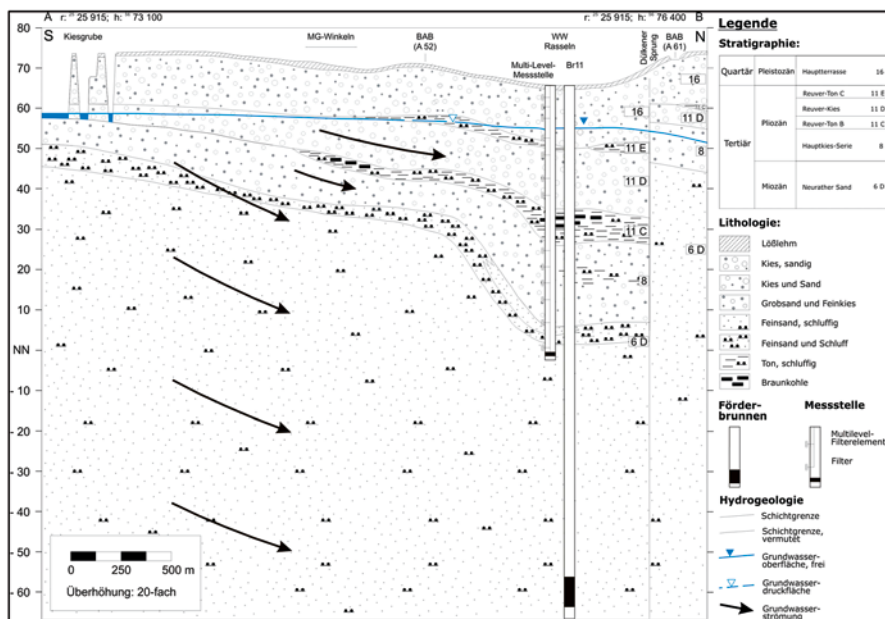 A r: ²⁵ 25 915; h: ⁵⁶ 73 100
r: ²⁵ 25 915; h: ⁵⁶ 76 400 B
S
Kiesgrube
MG-Winkeln
BAB
(A 52)
WW
Rasseln
Multi-Level-
Messstelle
Br11
Dülkener
Sprung
BAB
(A 61)
N
80
70
60
50
40
30
20
10
NN
- 10
- 20
- 30
- 40
- 50
- 60
16
16
11 D
11 E
8
11 D
11 C
6 D
8
6 D
0 250 500 m
Überhöhung: 20-fach
Legende
Stratigraphie:
Quartär Pleistozän Hauptterrasse 16
Tertiär
Pliozän
Reuver-Ton C 11 E
Reuver-Kies 11 D
Reuver-Ton B 11 C
Hauptkies-Serie 8
Miozän Neurather Sand 6 D
Lithologie:
Lößlehm
Kies, sandig
Kies und Sand
Grobsand und Feinkies
Feinsand, schluffig
Feinsand und Schluff
Ton, schluffig
Braunkohle
Förder-
brunnen
Messstelle
Multilevel-
Filterelement
Filter
Hydrogeologie
Schichtgrenze
Schichtgrenze,
vermutet
Grundwasser-
oberfläche, frei
Grundwasser-
druckfläche
Grundwasser-
strömung